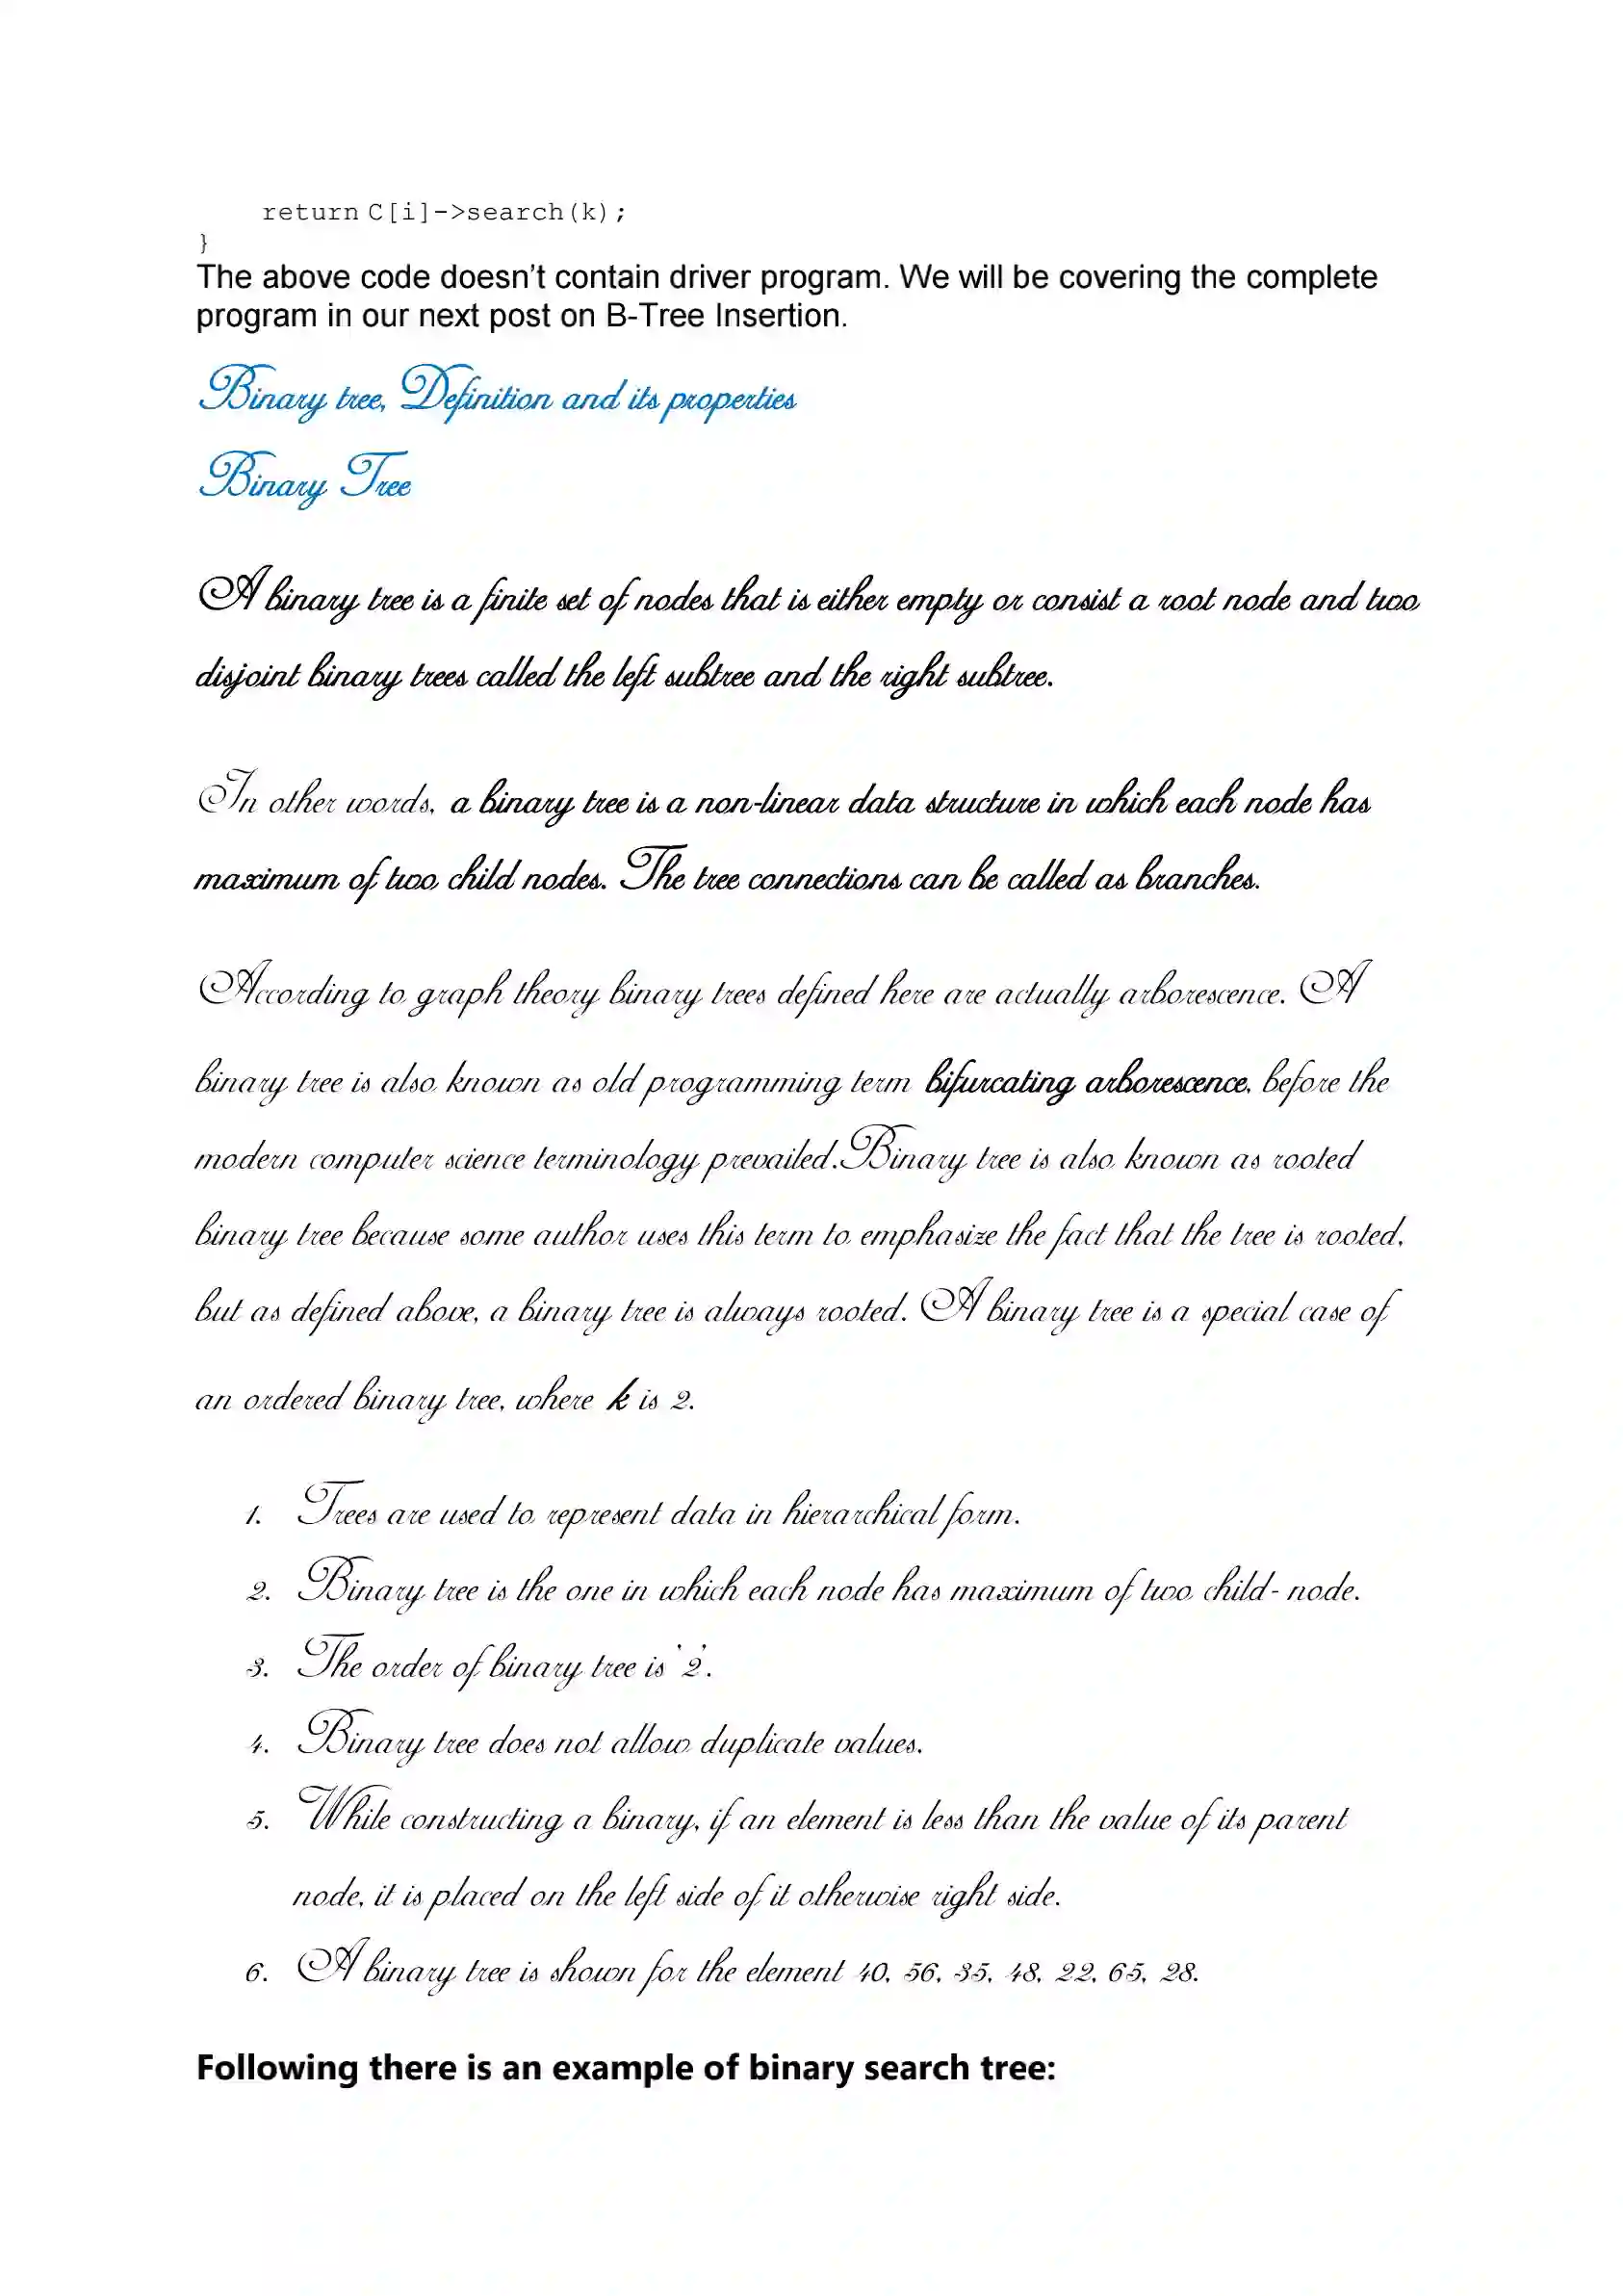 return C[i]->search(k);
}
The above code doesn’t contain driver program. We will be covering the complete
program in our next post on B-Tree Insertion.
Binary tree, Definition and its properties
Binary Tree
A binary tree is a finite set of nodes that is either empty or consist a root node and two
disjoint binary trees called the left subtree and the right subtree.
In other words, a binary tree is a non-linear data structure in which each node has
maximum of two child nodes. The tree connections can be called as branches.
According to graph theory binary trees defined here are actually arborescence. A
binary tree is also known as old programming term bifurcating arborescence, before the
modern computer science terminology prevailed.Binary tree is also known as rooted
binary tree because some author uses this term to emphasize the fact that the tree is rooted,
but as defined above, a binary tree is always rooted. A binary tree is a special case of
an ordered binary tree, where k is 2.
1. Trees are used to represent data in hierarchical form.
2. Binary tree is the one in which each node has maximum of two child- node.
3. The order of binary tree is '2'.
4. Binary tree does not allow duplicate values.
5. While constructing a binary, if an element is less than the value of its parent
node, it is placed on the left side of it otherwise right side.
6. A binary tree is shown for the element 40, 56, 35, 48, 22, 65, 28.
Following there is an example of binary search tree: